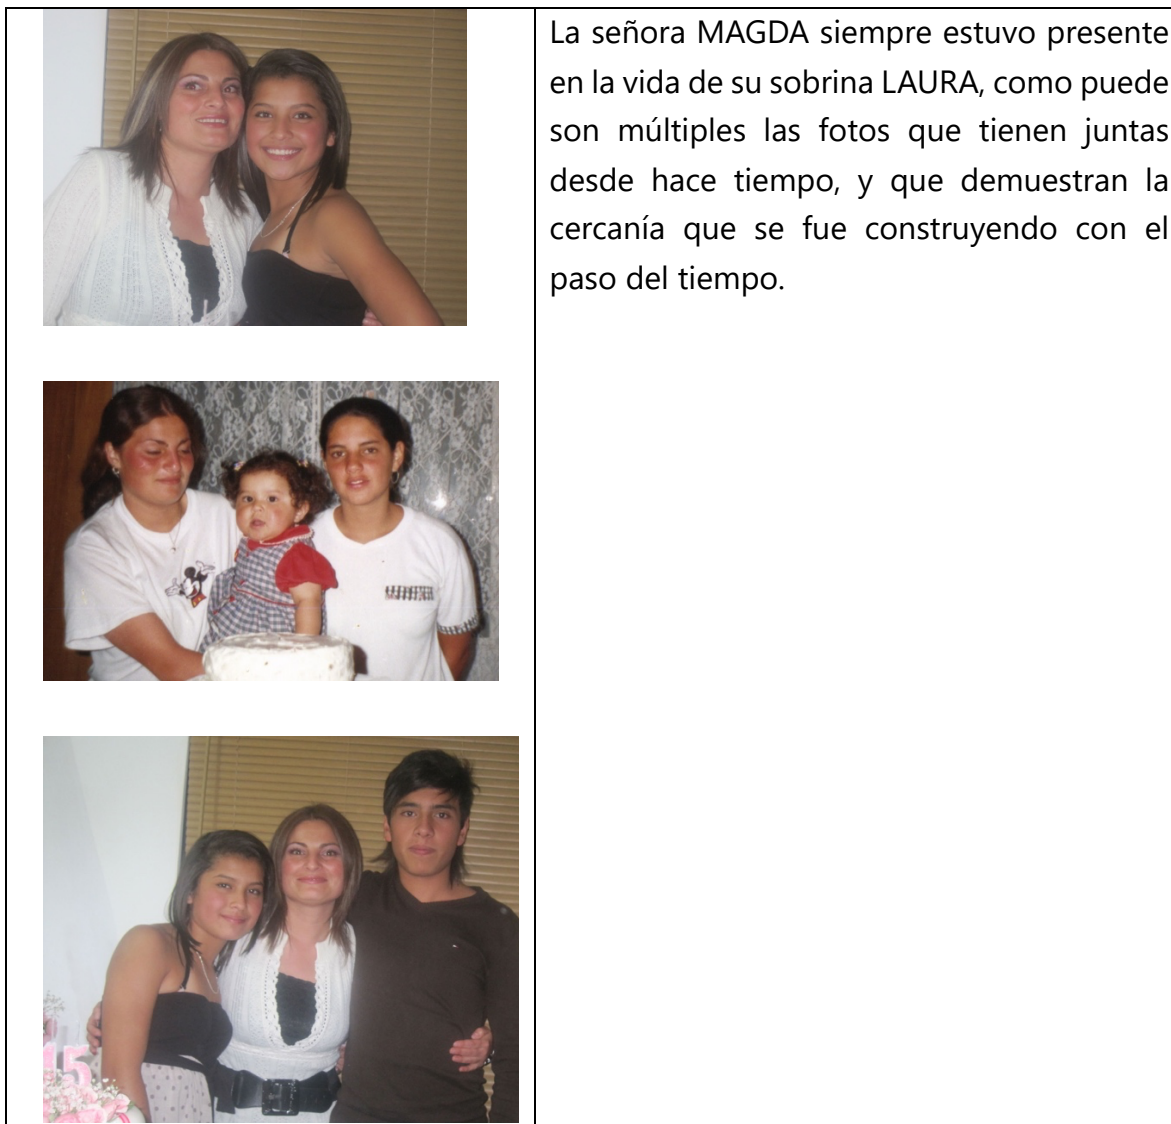 La señora MAGDA siempre estuvo presente
en la vida de su sobrina LAURA, como puede
son múltiples las fotos que tienen juntas
desde hace tiempo, y que demuestran la
cercanía que se fue construyendo con el
paso del tiempo.
15